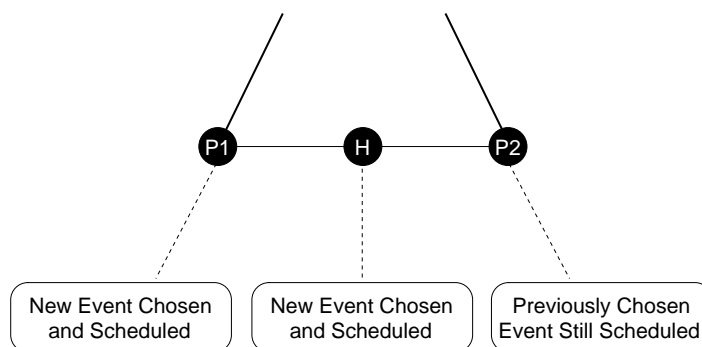 P1
H
P2
New Event Chosen
and Scheduled
New Event Chosen
and Scheduled
Previously Chosen
Event Still Scheduled